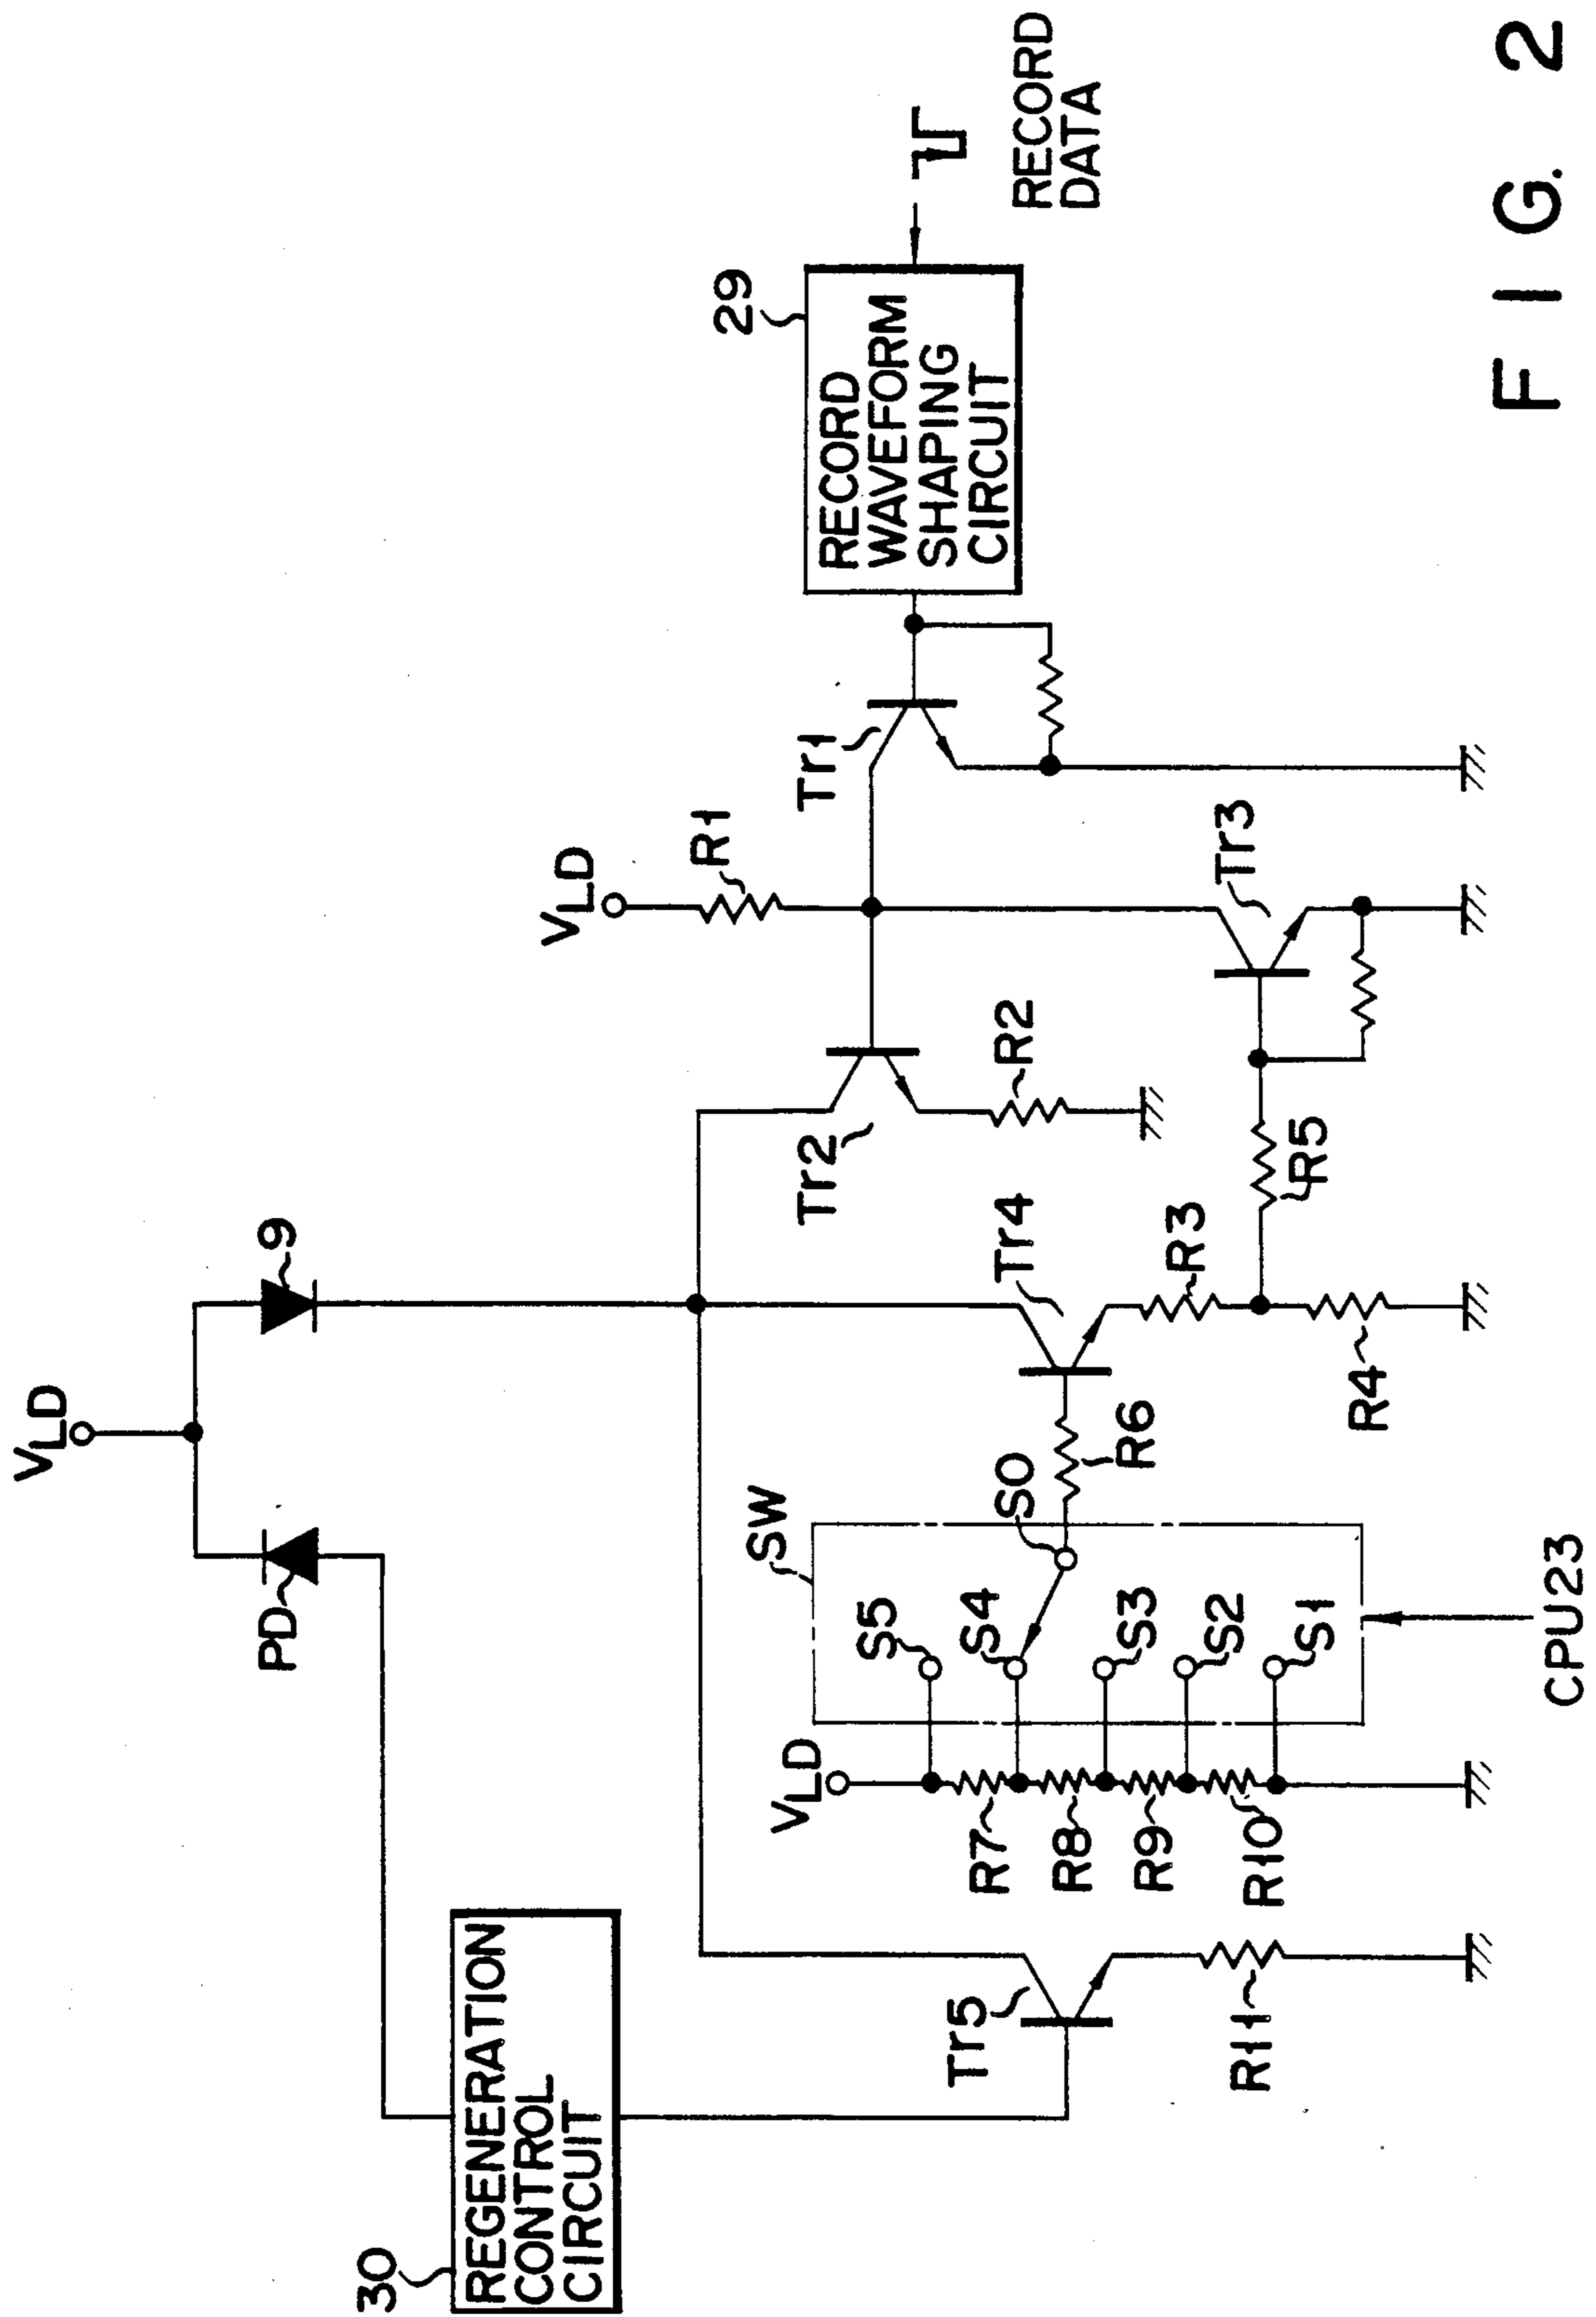 VLD
PD
9
30
REGENERATION
CONTROL
CIRCUIT
Tr5
R11
VLD
R7
R8
R9
R10
SW
S5
S4
S3
S2
S1
S0
CPU23
R6
Tr4
R3
R4
R5
Tr2
R2
VLD
R1
Tr3
Tr1
29
RECORD
WAVEFORM
SHAPING
CIRCUIT
RECORD
DATA
FIG. 2